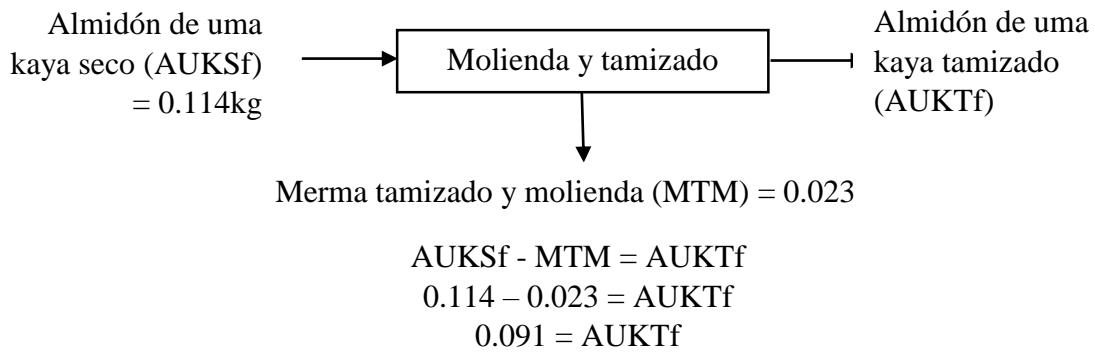 Almidón de uma
kaya seco (AUKSf)
= 0.114kg
Molienda y tamizado
Almidón de uma
kaya tamizado
(AUKTf)
Merma tamizado y molienda (MTM) = 0.023
AUKSf - MTM = AUKTf
0.114 – 0.023 = AUKTf
0.091 = AUKTf